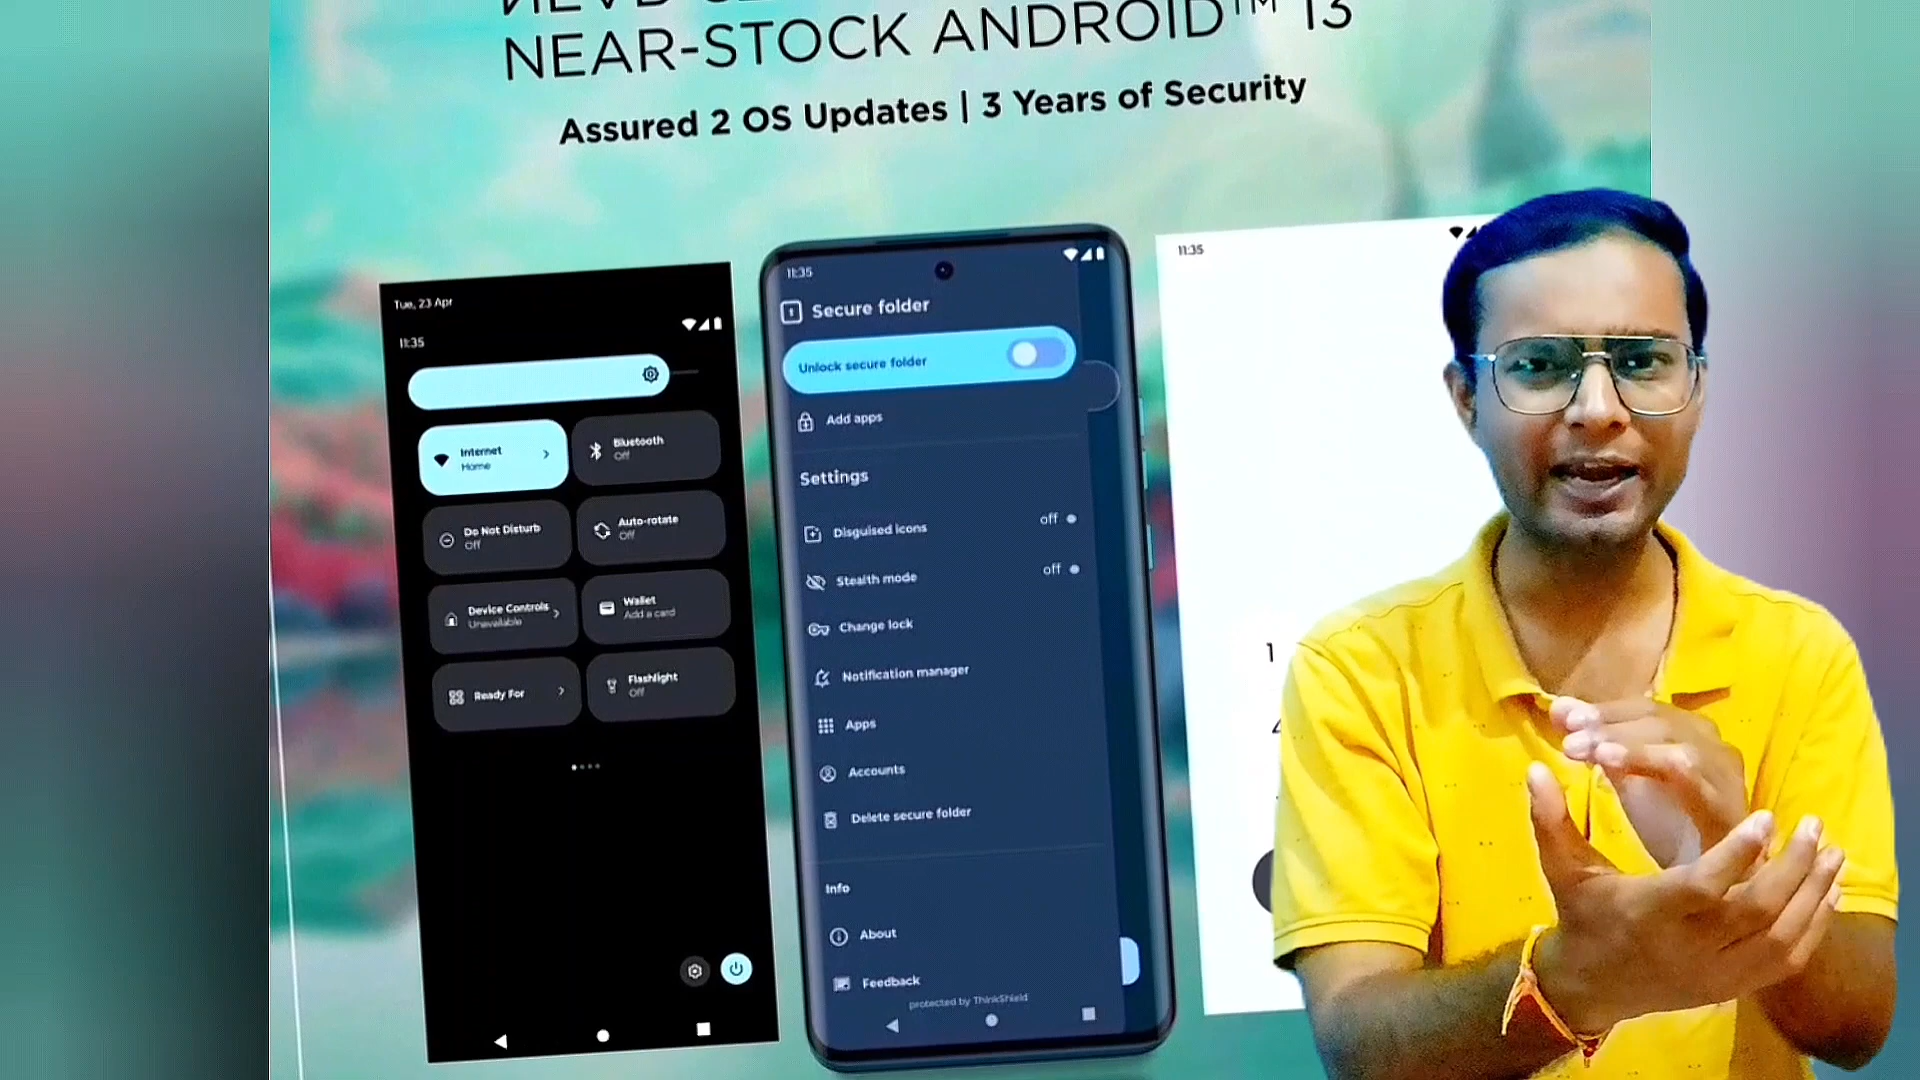 NEAR-STOCK ANDROID™ 13
Assured 2 OS Updates | 3 Years of Security
Tue, 23 Apr
11:35
Internet
Home
Bluetooth
Off
Do Not Disturb
Off
Auto-rotate
Off
Device Controls
Unavailable
Wallet
Add a card
Ready For
Flashlight
Off
11:35
Secure folder
Unlock secure folder
Add apps
Settings
Disguised icons off
Stealth mode off
Change lock
Notification manager
Apps
Accounts
Delete secure folder
Info
About
Feedback
protected by ThinkShield
11:35
1